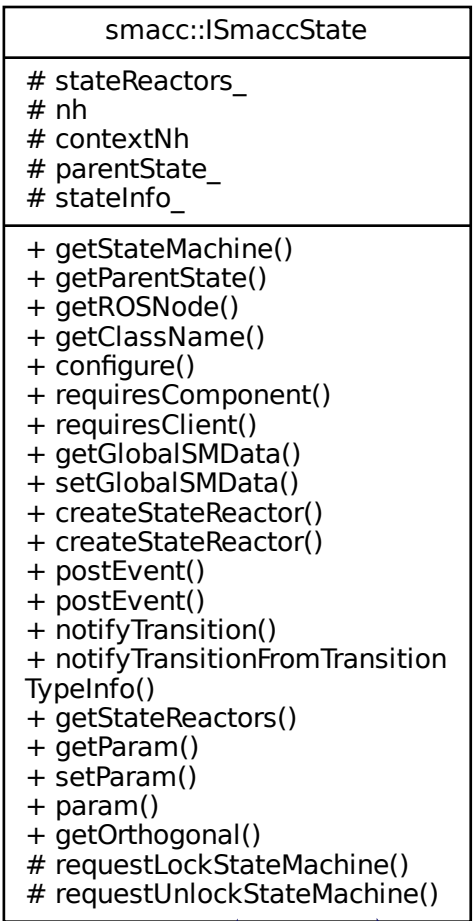 smacc::ISmaccState
# stateReactors_
# nh
# contextNh
# parentState_
# stateInfo_
+ getStateMachine()
+ getParentState()
+ getROSNode()
+ getClassName()
+ configure()
+ requiresComponent()
+ requiresClient()
+ getGlobalSMData()
+ setGlobalSMData()
+ createStateReactor()
+ createStateReactor()
+ postEvent()
+ postEvent()
+ notifyTransition()
+ notifyTransitionFromTransition
TypeInfo()
+ getStateReactors()
+ getParam()
+ setParam()
+ param()
+ getOrthogonal()
# requestLockStateMachine()
# requestUnlockStateMachine()